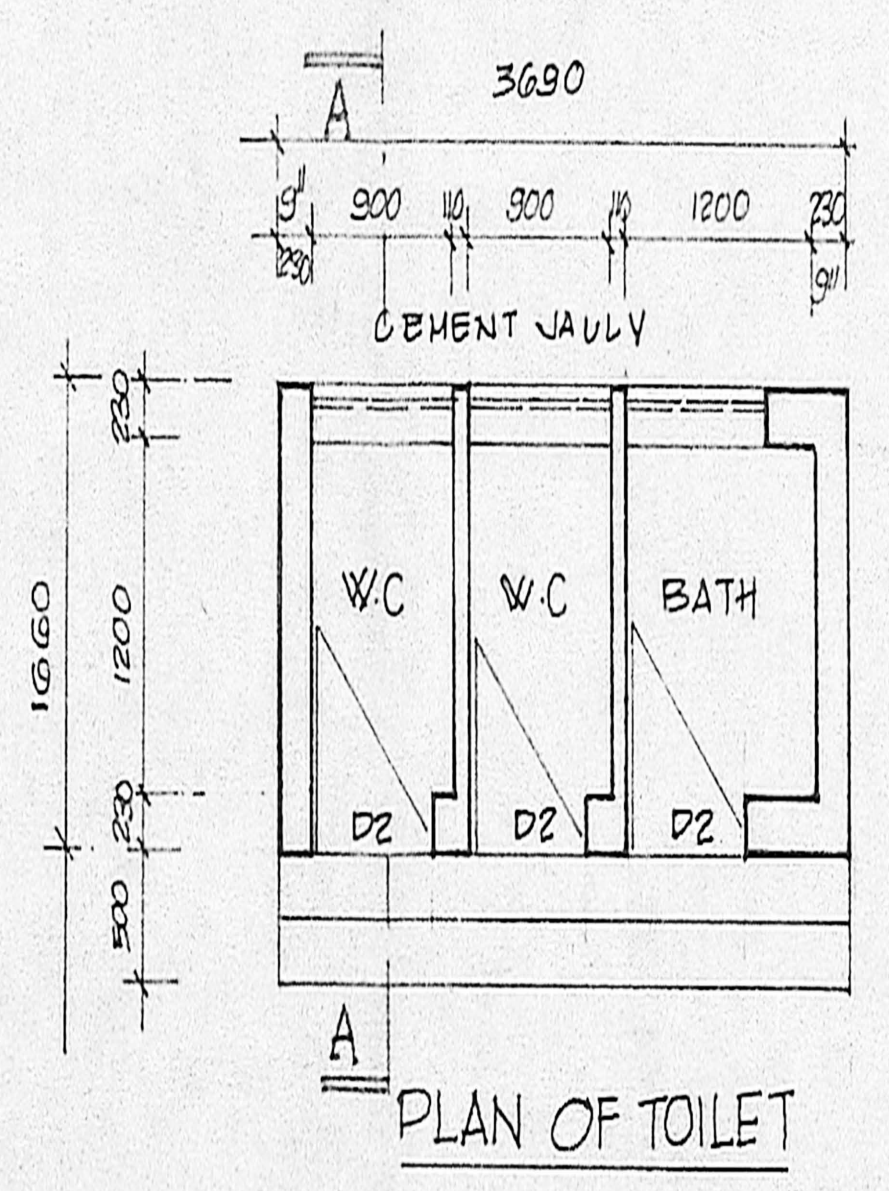 A
3690
9" 900 110 900 110 1200 230
230 9"
CEMENT JAULY
230
1200
1660
230
500
W.C W.C BATH
D2 D2 D2
A
PLAN OF TOILET